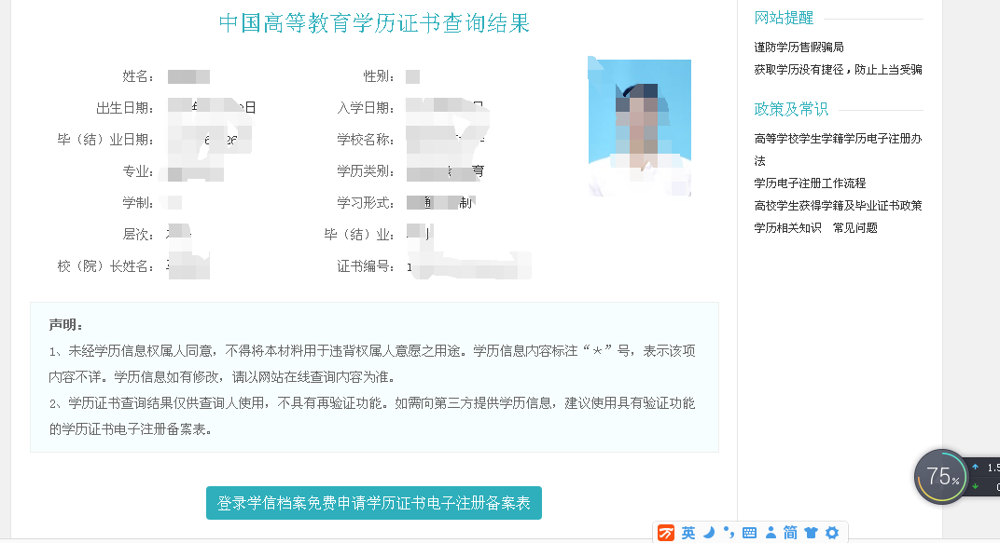 中国高等教育学历证书查询结果
姓名：
性别：
出生日期： 日
入学日期：
毕（结）业日期：
学校名称：
专业：
学历类别： 育
学制：
学习形式： 通 制
层次：
毕（结）业：
校（院）长姓名：
证书编号： 1
声明：
1、未经学历信息权属人同意，不得将本材料用于违背权属人意愿之用途。学历信息内容标注“＊”号，表示该项
内容不详。学历信息如有修改，请以网站在线查询内容为准。
2、学历证书查询结果仅供查询人使用，不具有再验证功能。如需向第三方提供学历信息，建议使用具有验证功能
的学历证书电子注册备案表。
登录学信档案免费申请学历证书电子注册备案表
网站提醒
谨防学历售假骗局
获取学历没有捷径，防止上当受骗
政策及常识
高等学校学生学籍学历电子注册办
法
学历电子注册工作流程
高校学生获得学籍及毕业证书政策
学历相关知识 常见问题
75%
1.5
0
万 英 简